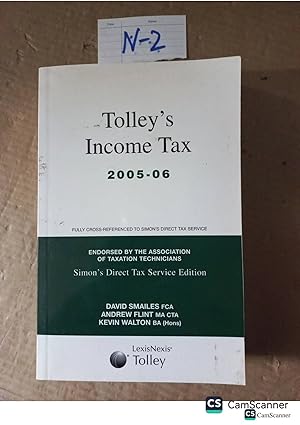 N-2
Tolley's
Income Tax
2005-06
FULLY CROSS-REFERENCED TO SIMON'S DIRECT TAX SERVICE
ENDORSED BY THE ASSOCIATION
OF TAXATION TECHNICIANS
Simon's Direct Tax Service Edition
DAVID SMAILES FCA
ANDREW FLINT MA CTA
KEVIN WALTON BA (Hons)
LexisNexis®
Tolley
CS CamScanner
CS CamScanner